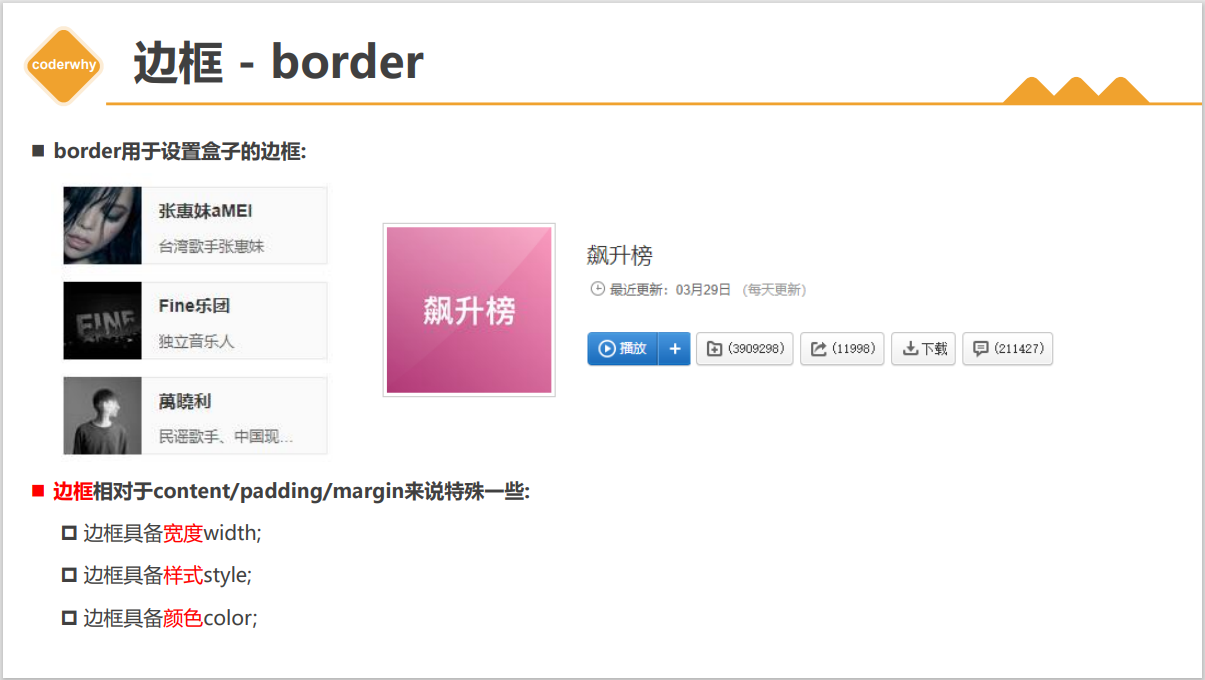 coderwhy
边框 - border
border用于设置盒子的边框:
张惠妹aMEI
台湾歌手张惠妹
FINE
Fine乐团
独立音乐人
萬曉利
民谣歌手、中国现...
飙升榜
飙升榜
最近更新：03月29日 (每天更新)
播放 + (3909298) (11998) 下载 (211427)
边框相对于content/padding/margin来说特殊一些:
边框具备宽度width;
边框具备样式style;
边框具备颜色color;